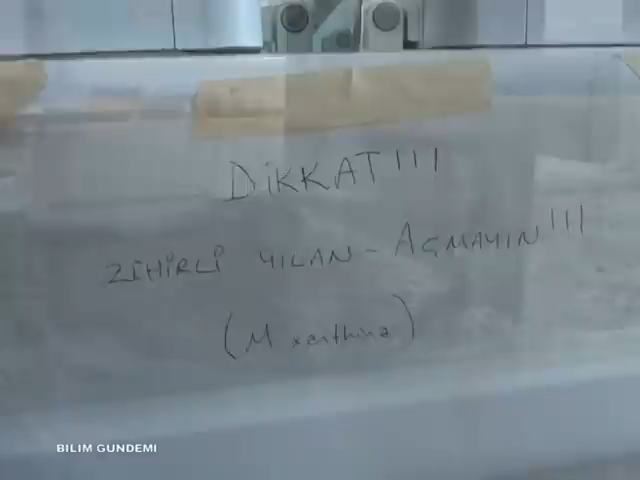 DİKKAT!!!
ZEHİRLİ YILAN - AÇMAYIN!!!
(M xanthina)
BILIM GUNDEMI